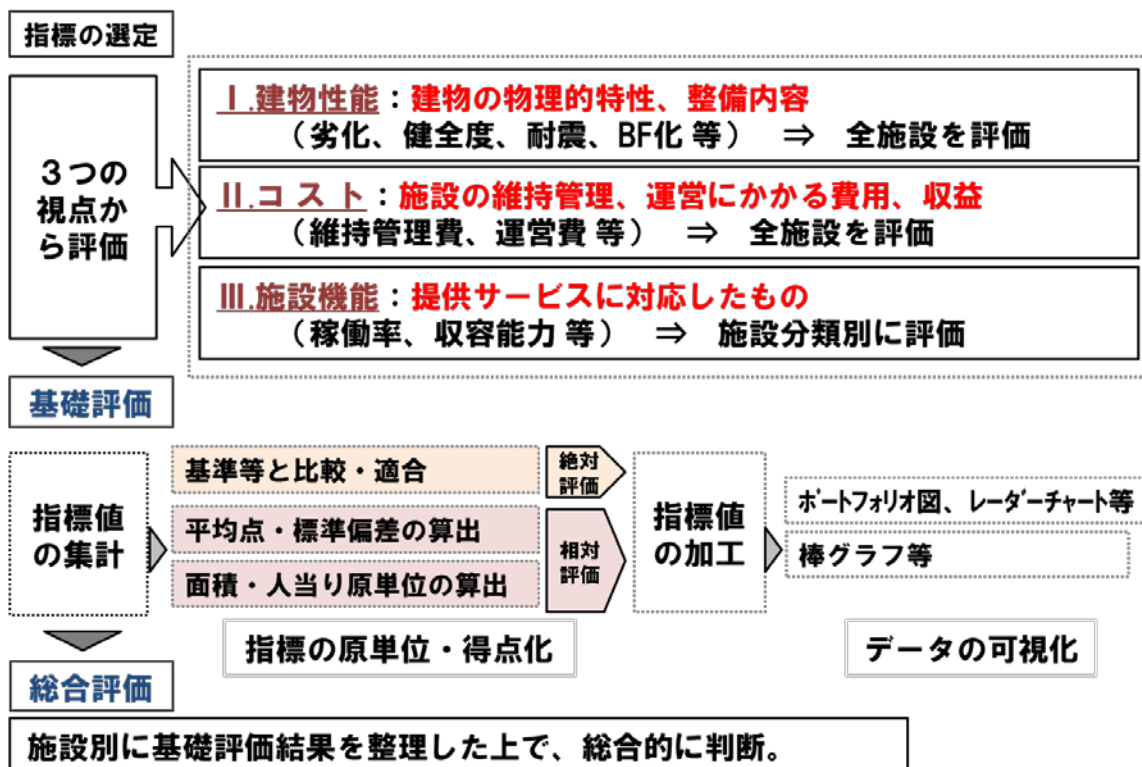 指標の選定
3つの
視点か
ら評価
Ⅰ.建物性能：建物の物理的特性、整備内容
（劣化、健全度、耐震、BF化 等） ⇒ 全施設を評価
Ⅱ.コスト：施設の維持管理、運営にかかる費用、収益
（維持管理費、運営費 等） ⇒ 全施設を評価
Ⅲ.施設機能：提供サービスに対応したもの
（稼働率、収容能力 等） ⇒ 施設分類別に評価
基礎評価
指標値
の集計
基準等と比較・適合
平均点・標準偏差の算出
面積・人当り原単位の算出
絶対
評価
相対
評価
指標値
の加工
ﾎﾟｰﾄフォリオ図、レーダーチャート等
棒グラフ等
指標の原単位・得点化
データの可視化
総合評価
施設別に基礎評価結果を整理した上で、総合的に判断。